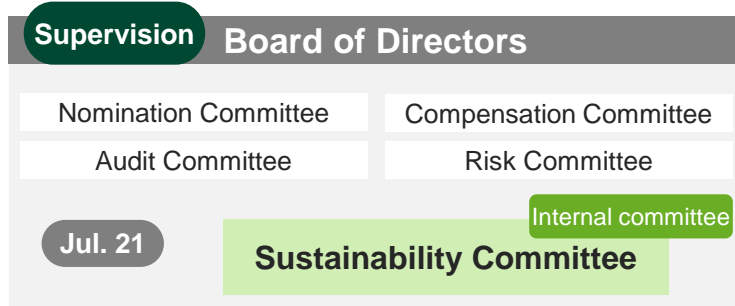 Supervision
Board of Directors
Nomination Committee
Compensation Committee
Audit Committee
Risk Committee
Internal committee
Jul. 21
Sustainability Committee